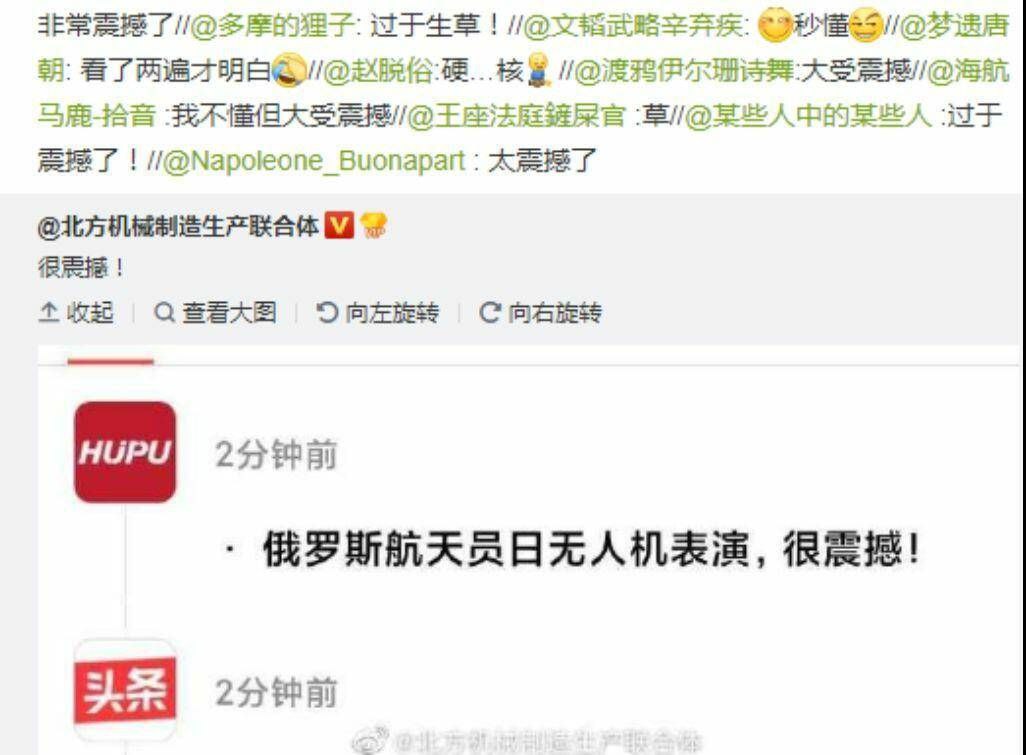 非常震撼了//@多摩的狸子: 过于生草！//@文韬武略辛弃疾: 秒懂//@梦遗唐
朝: 看了两遍才明白//@赵脱俗:硬...核 //@渡鸦伊尔珊诗舞:大受震撼//@海航
马鹿-拾音 :我不懂但大受震撼//@王座法庭鏟屎官 :草//@某些人中的某些人 :过于
震撼了！//@Napoleone_Buonapart : 太震撼了
@北方机械制造生产联合体 V
很震撼！
收起 查看大图 向左旋转 向右旋转
HUPU 2分钟前
· 俄罗斯航天员日无人机表演，很震撼！
头条 2分钟前
@北方机械制造生产联合体